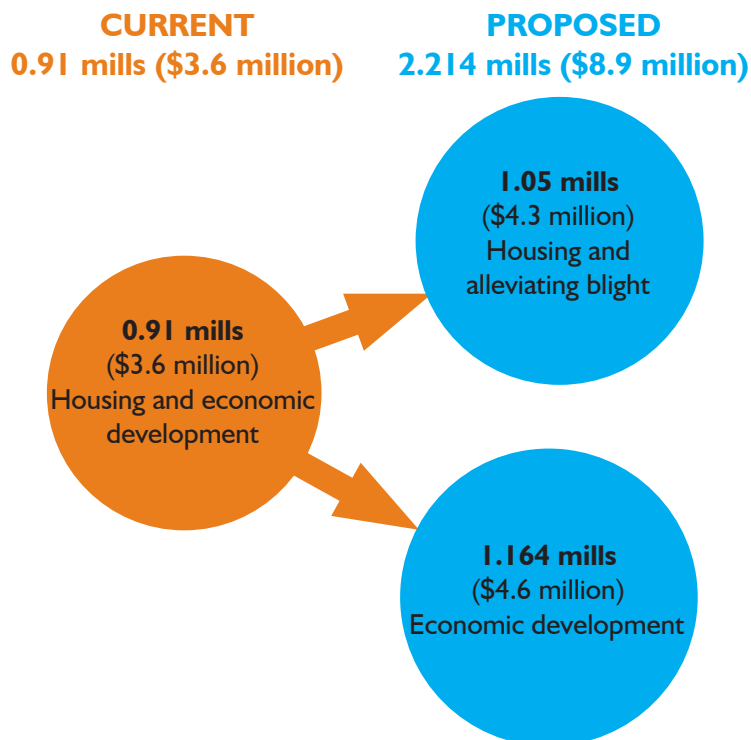 CURRENT
0.91 mills ($3.6 million)
PROPOSED
2.214 mills ($8.9 million)
1.05 mills
($4.3 million)
Housing and
alleviating blight
0.91 mills
($3.6 million)
Housing and economic
development
1.164 mills
($4.6 million)
Economic development